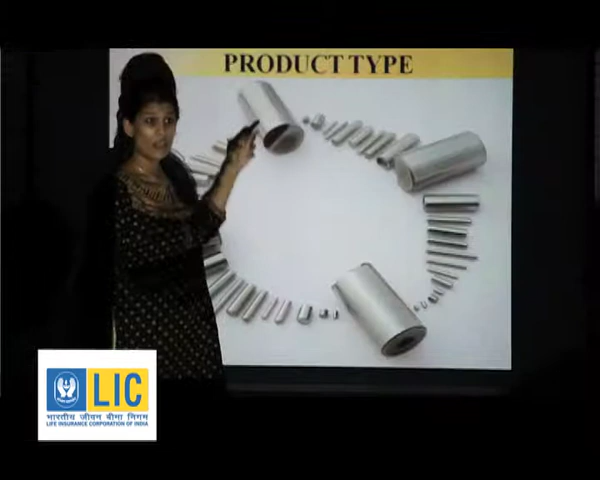 PRODUCT TYPE
LIC
भारतीय जीवन बीमा निगम
LIFE INSURANCE CORPORATION OF INDIA